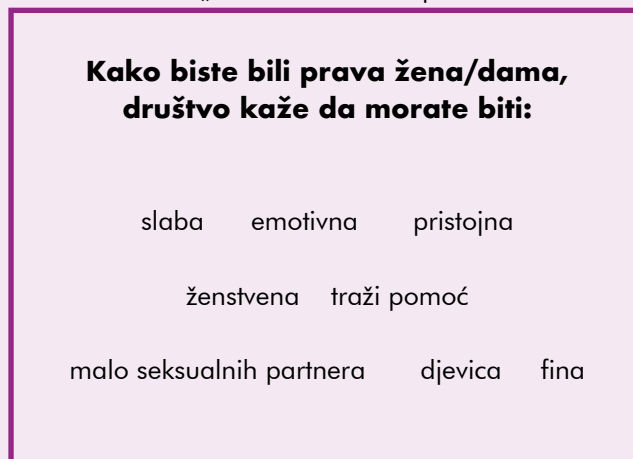 Kako biste bili prava žena/dama,
društvo kaže da morate biti:
slaba emotivna pristojna
ženstvena traži pomoć
malo seksualnih partnera djevica fina